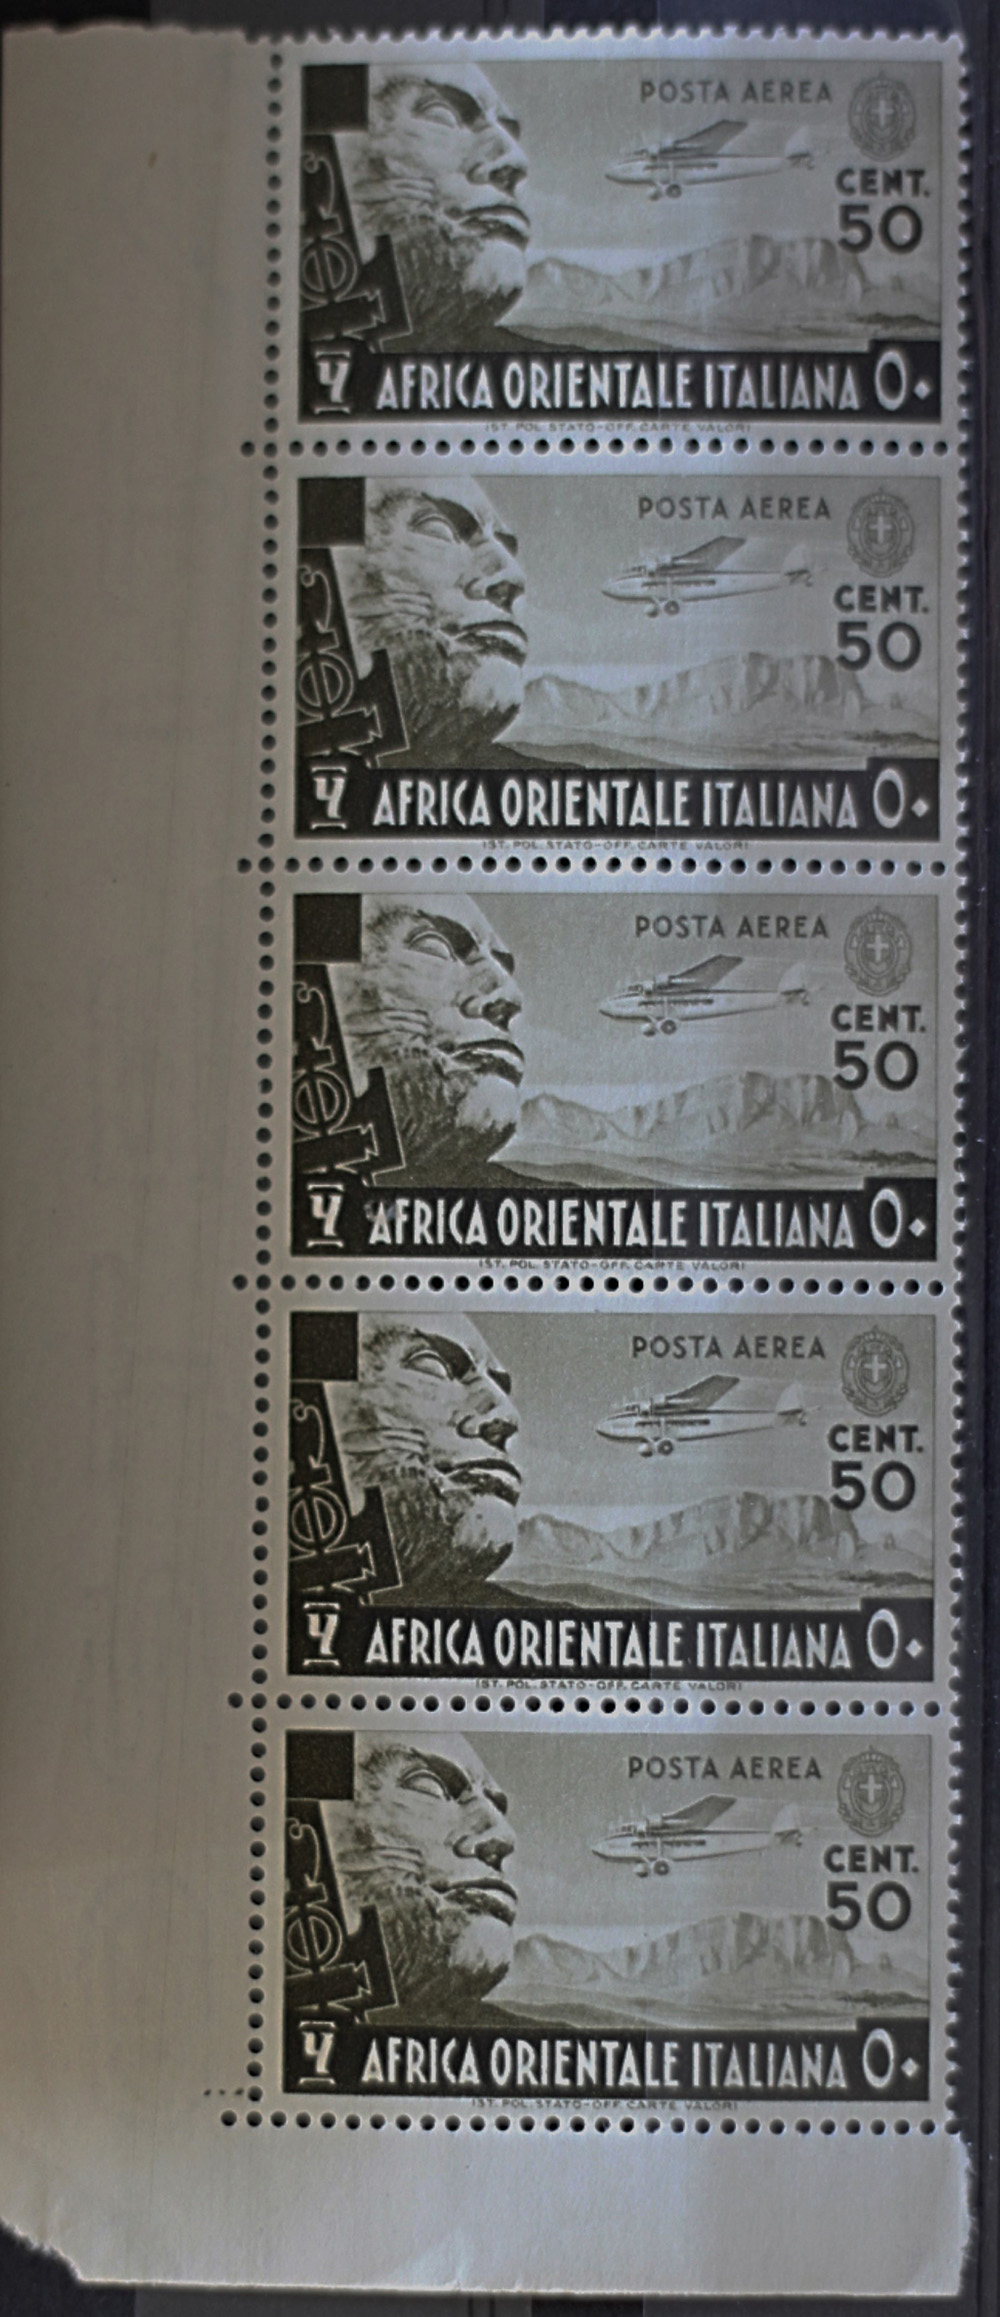 POSTA AEREA
CENT.
50
AFRICA ORIENTALE ITALIANA
IST. POL. STATO-OFF. CARTE VALORI
POSTA AEREA
CENT.
50
AFRICA ORIENTALE ITALIANA
IST. POL. STATO-OFF. CARTE VALORI
POSTA AEREA
CENT.
50
AFRICA ORIENTALE ITALIANA
IST. POL. STATO-OFF. CARTE VALORI
POSTA AEREA
CENT.
50
AFRICA ORIENTALE ITALIANA
IST. POL. STATO-OFF. CARTE VALORI
POSTA AEREA
CENT.
50
AFRICA ORIENTALE ITALIANA
IST. POL. STATO-OFF. CARTE VALORI